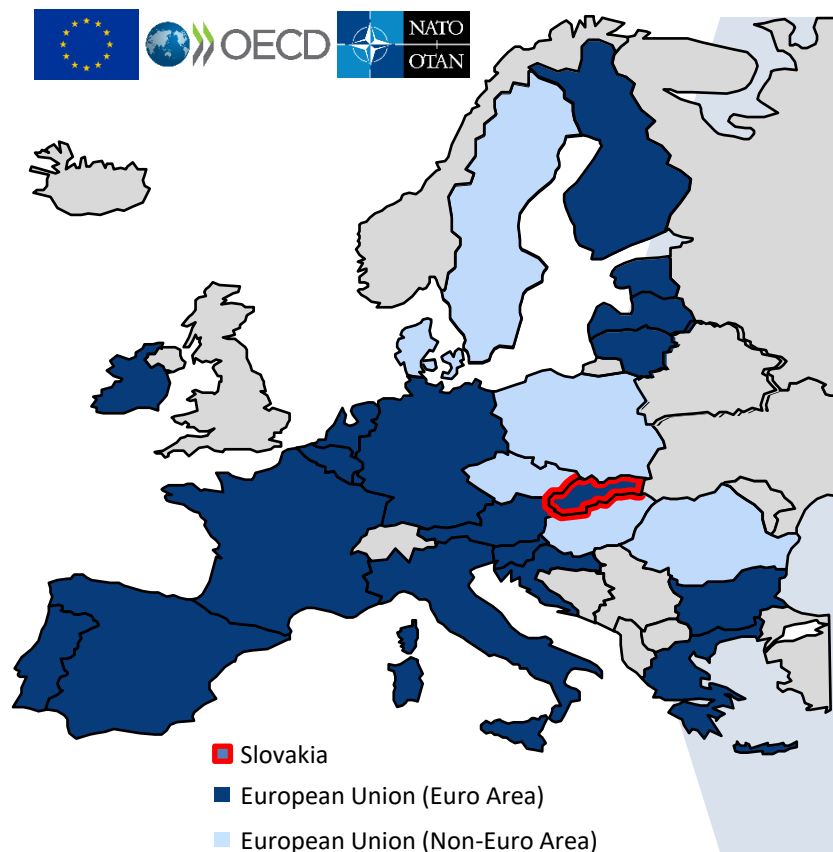 OECD
NATO
OTAN
Slovakia
European Union (Euro Area)
European Union (Non-Euro Area)